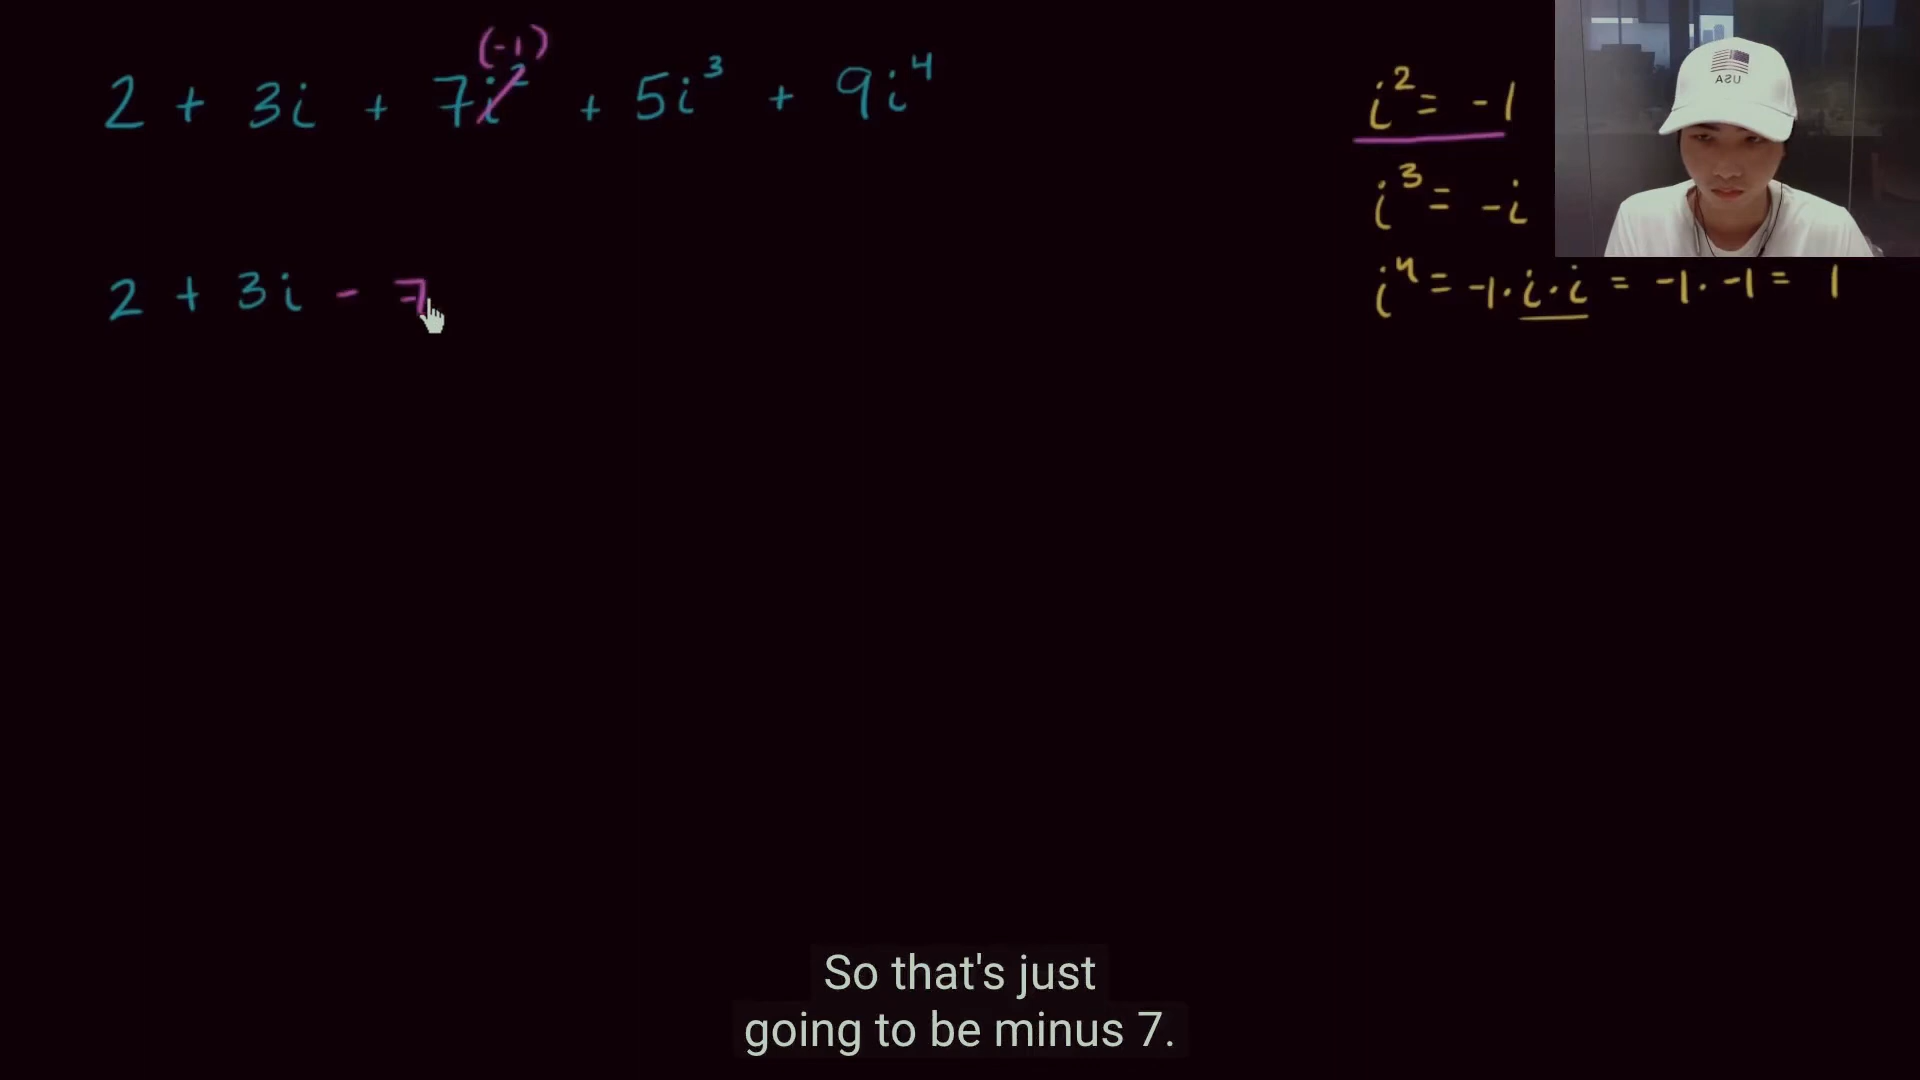 (-1)
2 + 3i + 7i² + 5i³ + 9i⁴
i² = -1
i³ = -i
i⁴ = -1·i·i = -1·-1 = 1
2 + 3i - 7
USA
So that's just
going to be minus 7.